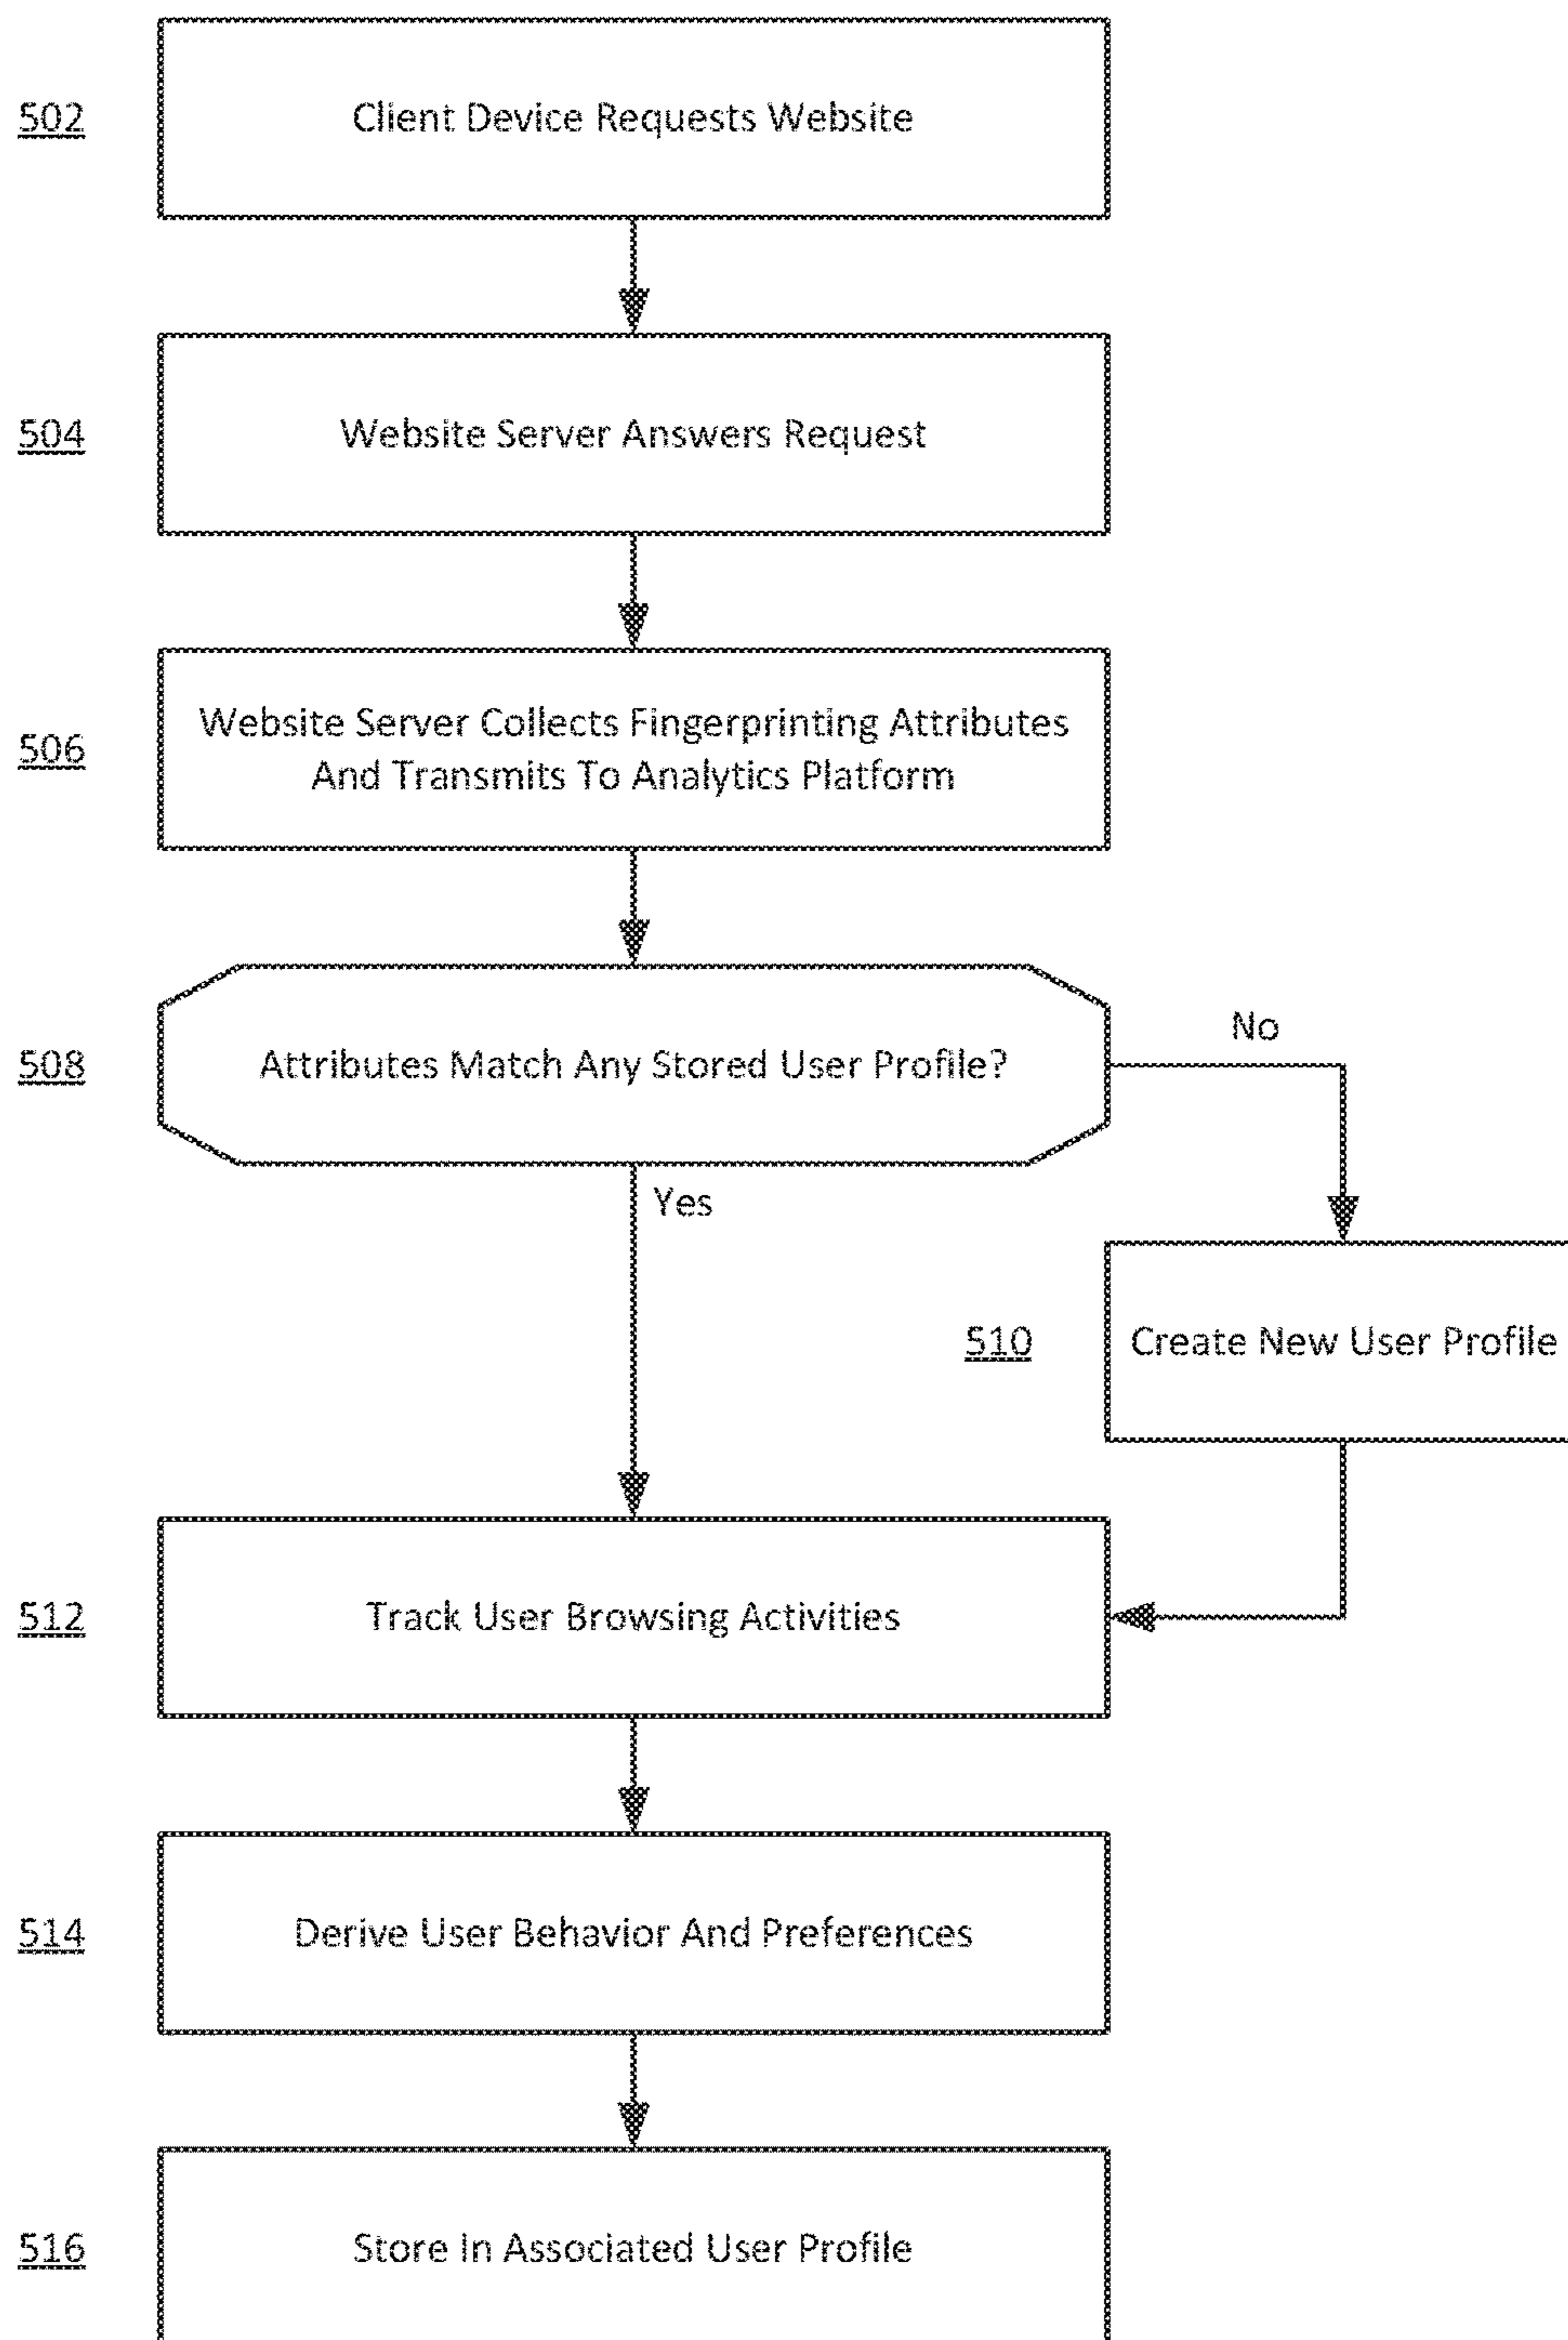 502
Client Device Requests Website
504
Website Server Answers Request
506
Website Server Collects Fingerprinting Attributes
And Transmits To Analytics Platform
508
Attributes Match Any Stored User Profile?
No
Yes
510
Create New User Profile
512
Track User Browsing Activities
514
Derive User Behavior And Preferences
516
Store In Associated User Profile